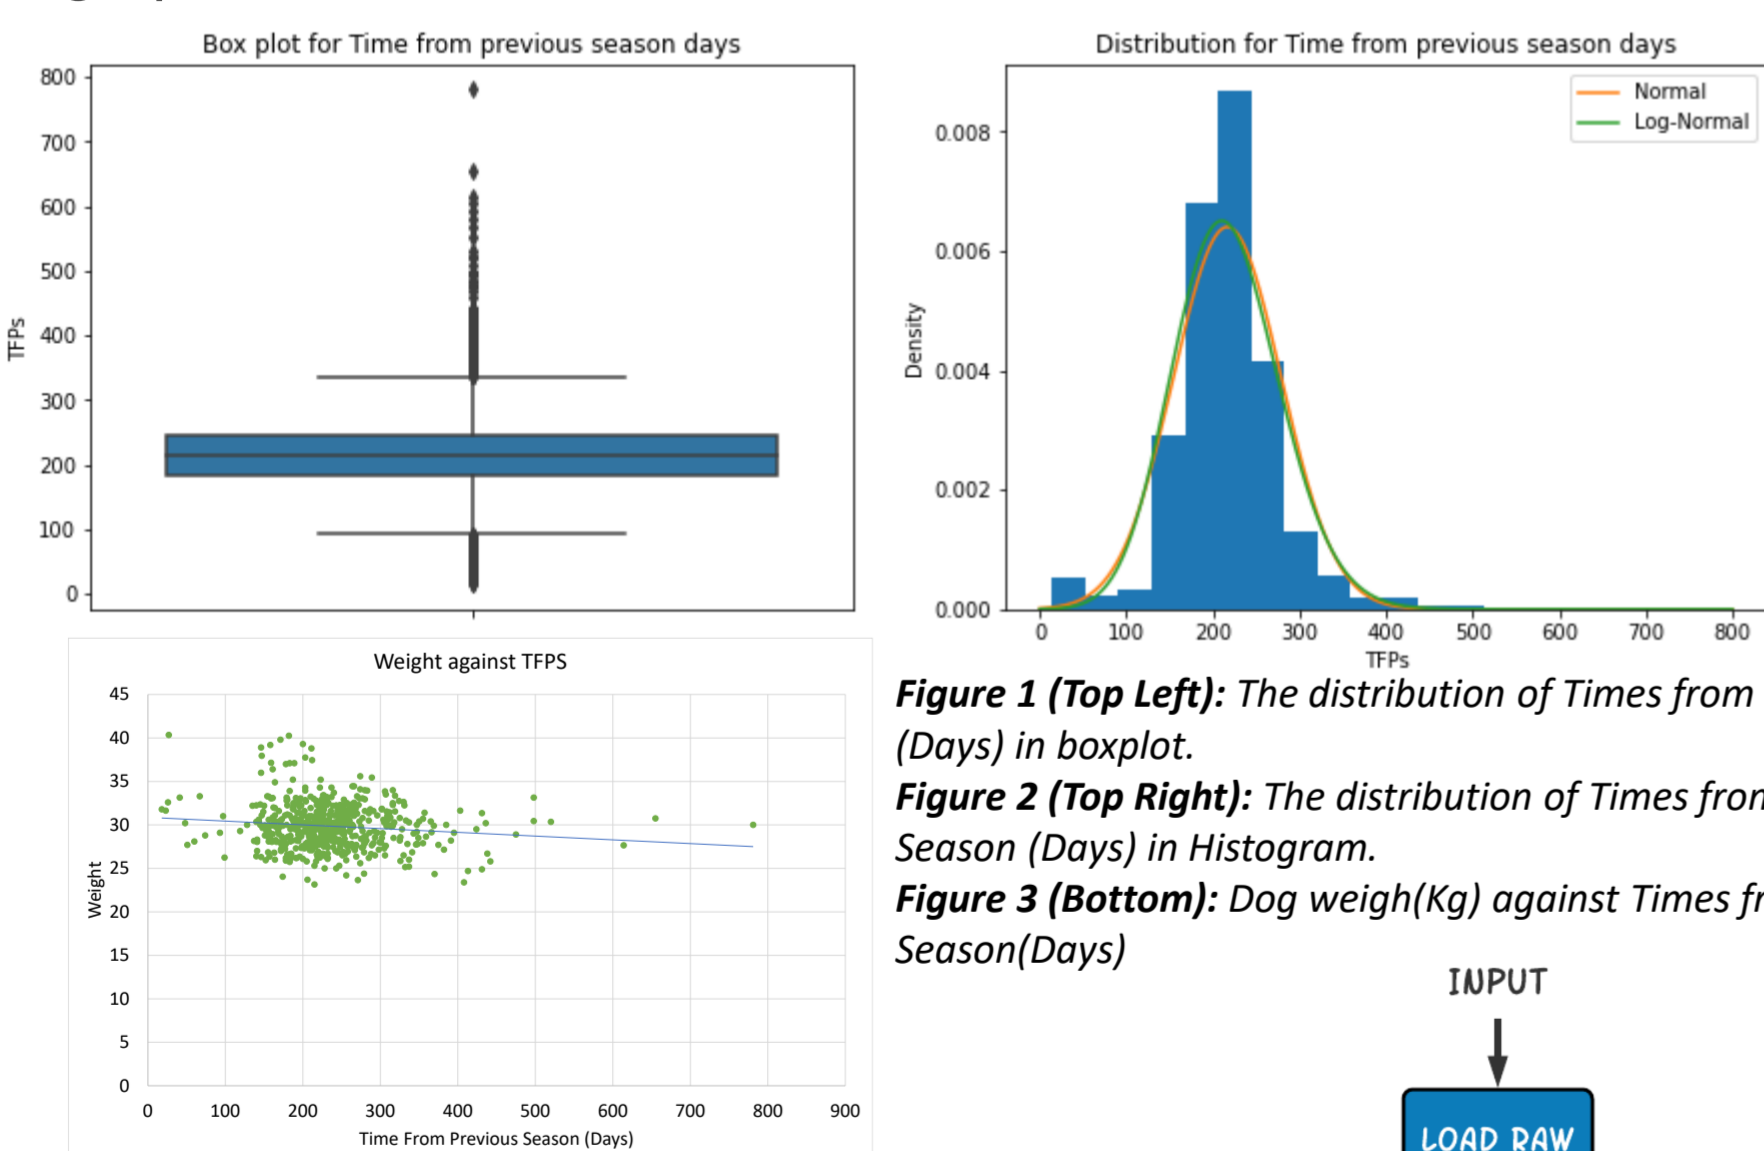 Box plot for Time from previous season days
800
700
600
500
400
300
200
100
0
TFPs
Distribution for Time from previous season days
Normal
Log-Normal
0.008
0.006
0.004
0.002
0.000
Density
0 100 200 300 400 500 600 700 800
TFPs
Weight against TFPS
45
40
35
30
25
20
15
10
5
0
Weight
0 100 200 300 400 500 600 700 800 900
Time From Previous Season (Days)
Figure 1 (Top Left): The distribution of Times from
(Days) in boxplot.
Figure 2 (Top Right): The distribution of Times from
Season (Days) in Histogram.
Figure 3 (Bottom): Dog weigh(Kg) against Times
Season(Days)
INPUT
LOAD RAW